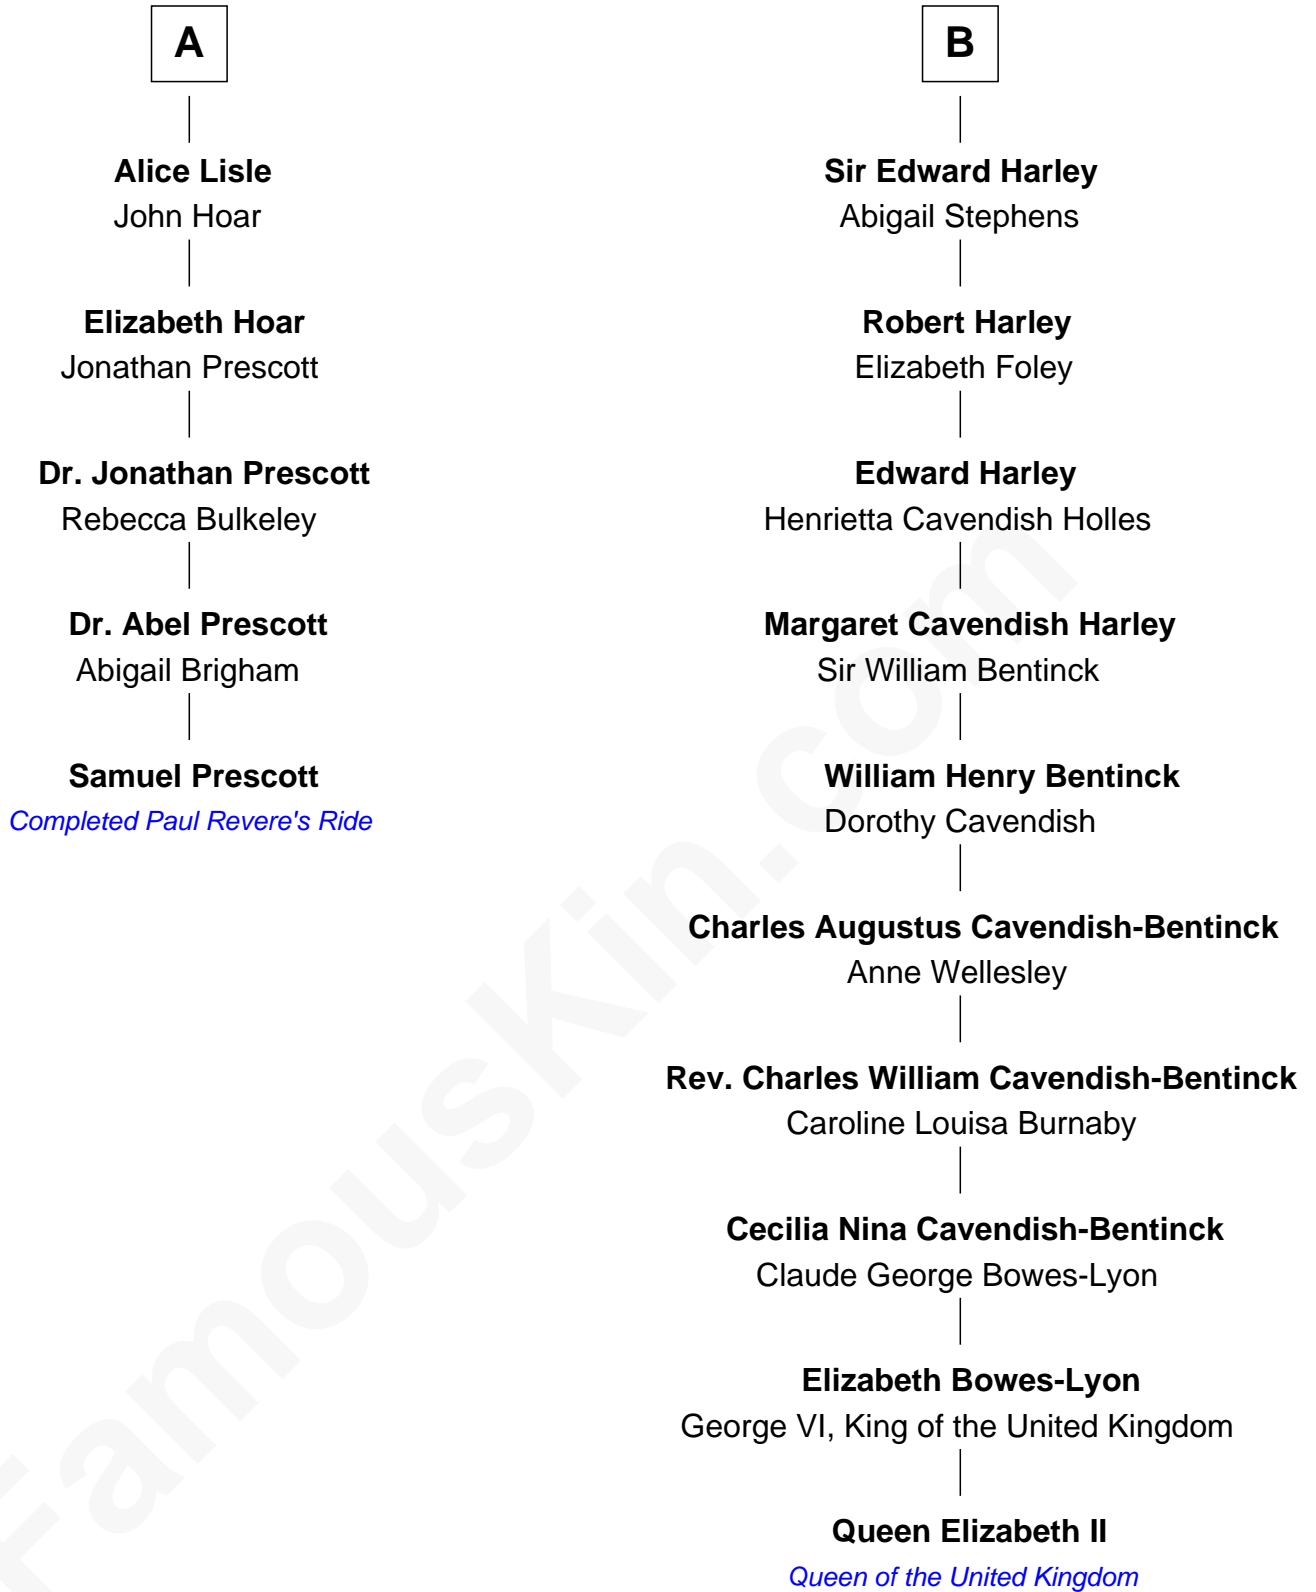 A
Alice Lisle
John Hoar
Elizabeth Hoar
Jonathan Prescott
Dr. Jonathan Prescott
Rebecca Bulkeley
Dr. Abel Prescott
Abigail Brigham
Samuel Prescott
Completed Paul Revere's Ride
B
Sir Edward Harley
Abigail Stephens
Robert Harley
Elizabeth Foley
Edward Harley
Henrietta Cavendish Holles
Margaret Cavendish Harley
Sir William Bentinck
William Henry Bentinck
Dorothy Cavendish
Charles Augustus Cavendish-Bentinck
Anne Wellesley
Rev. Charles William Cavendish-Bentinck
Caroline Louisa Burnaby
Cecilia Nina Cavendish-Bentinck
Claude George Bowes-Lyon
Elizabeth Bowes-Lyon
George VI, King of the United Kingdom
Queen Elizabeth II
Queen of the United Kingdom
FamousKin.com